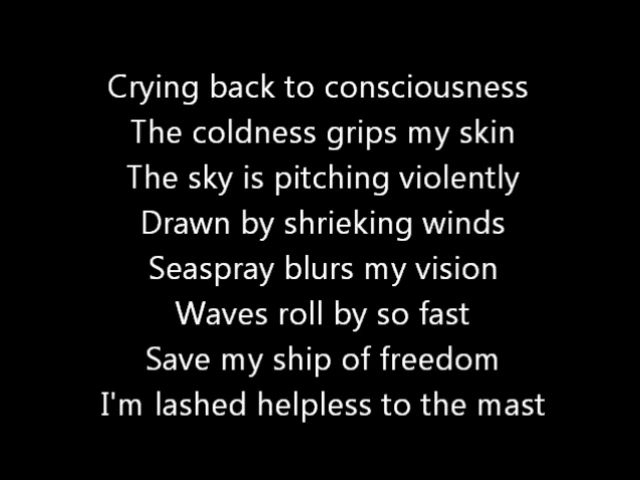 Crying back to consciousness
The coldness grips my skin
The sky is pitching violently
Drawn by shrieking winds
Seaspray blurs my vision
Waves roll by so fast
Save my ship of freedom
I'm lashed helpless to the mast